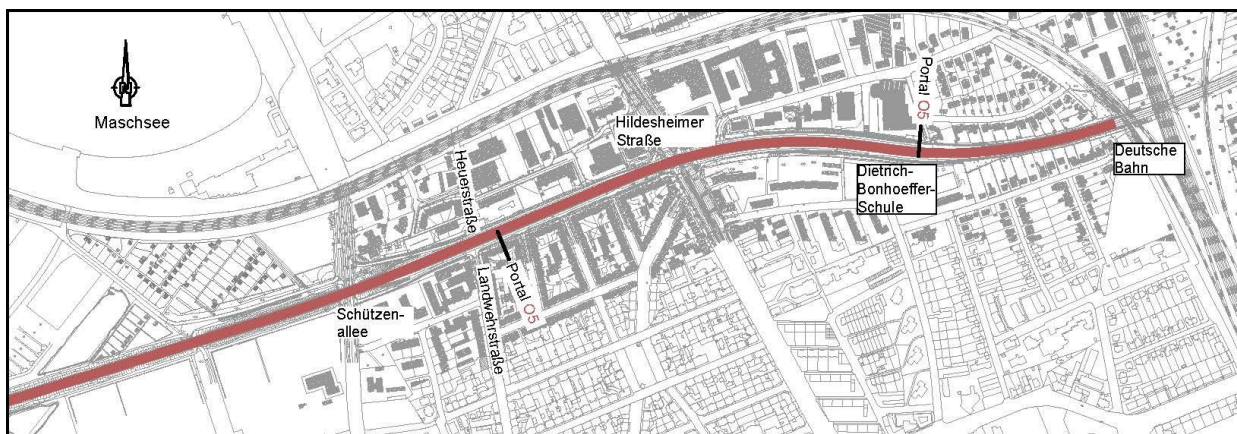 Maschsee
Heuerstraße
Hildesheimer
Straße
Portal O5
Deutsche
Bahn
Dietrich-
Bonhoeffer-
Schule
Portal O5
Landwehrstraße
Schützen-
allee